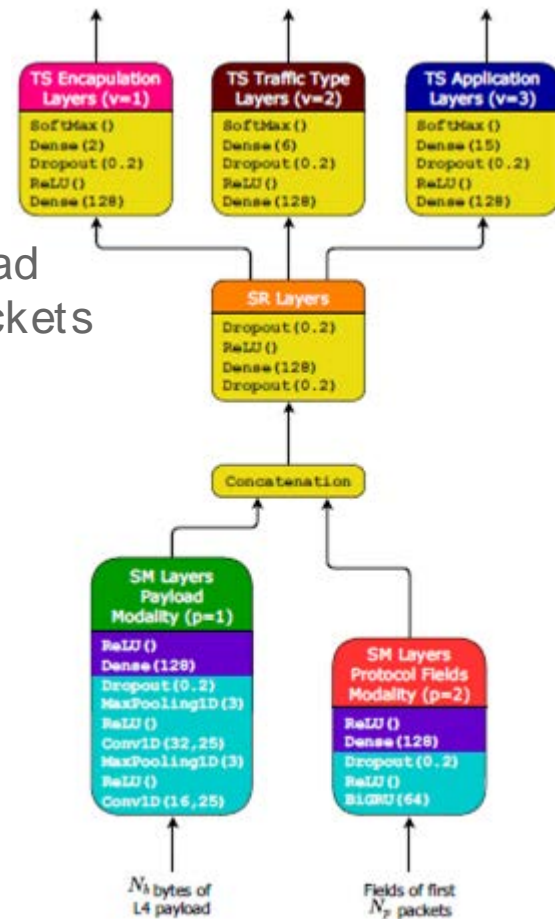 TS Encapulation
Layers (v=1)
SoftMax()
Dense(2)
Dropout(0.2)
ReLU()
Dense(128)
TS Traffic Type
Layers (v=2)
SoftMax()
Dense(6)
Dropout(0.2)
ReLU()
Dense(128)
TS Application
Layers (v=3)
SoftMax()
Dense(15)
Dropout(0.2)
ReLU()
Dense(128)
ad
ckets
SR Layers
Dropout(0.2)
ReLU()
Dense(128)
Dropout(0.2)
Concatenation
SM Layers
Payload
Modality (p=1)
ReLU()
Dense(128)
Dropout(0.2)
MaxPooling1D(3)
ReLU()
Conv1D(32,25)
MaxPooling1D(3)
ReLU()
Conv1D(16,25)
SM Layers
Protocol Fields
Modality (p=2)
ReLU()
Dense(128)
Dropout(0.2)
ReLU()
BiGRU(64)
N_b bytes of
L4 payload
Fields of first
N_p packets